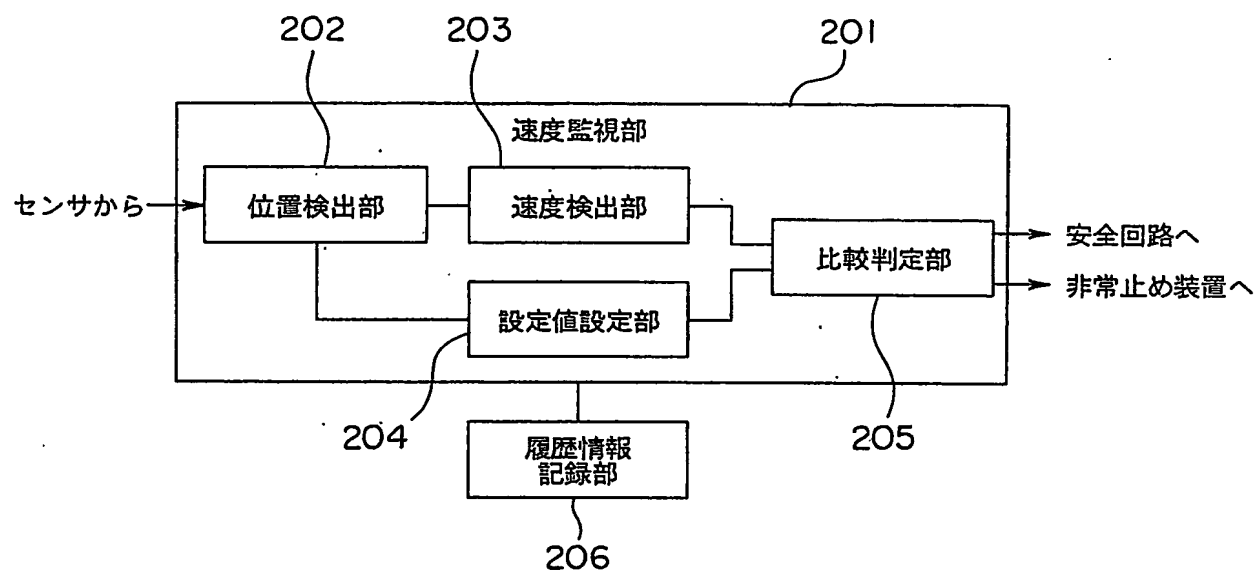 202
203
201
速度監視部
センサから
位置検出部
速度検出部
比較判定部
安全回路へ
非常止め装置へ
設定値設定部
204
205
履歴情報
記録部
206